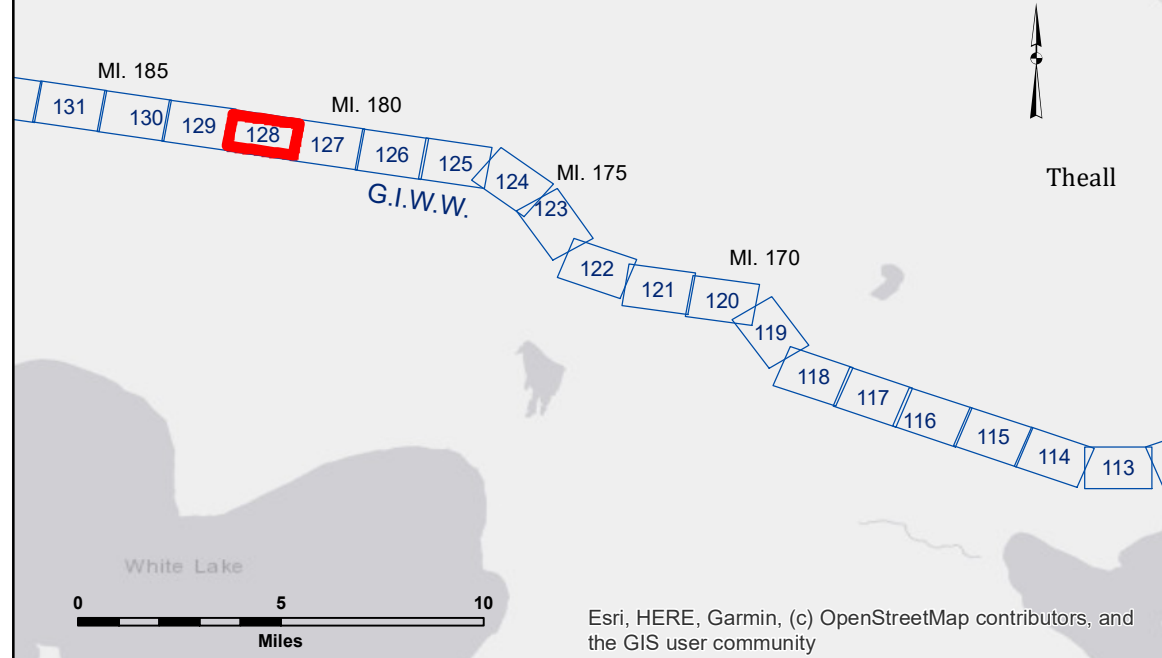 MI. 185
131
130
129
128
MI. 180
127
126
125
124
MI. 175
Theall
G.I.W.W.
123
122
121
MI. 170
120
119
118
117
116
115
114
113
White Lake
0 5 10
Miles
Esri, HERE, Garmin, (c) OpenStreetMap contributors, and
the GIS user community